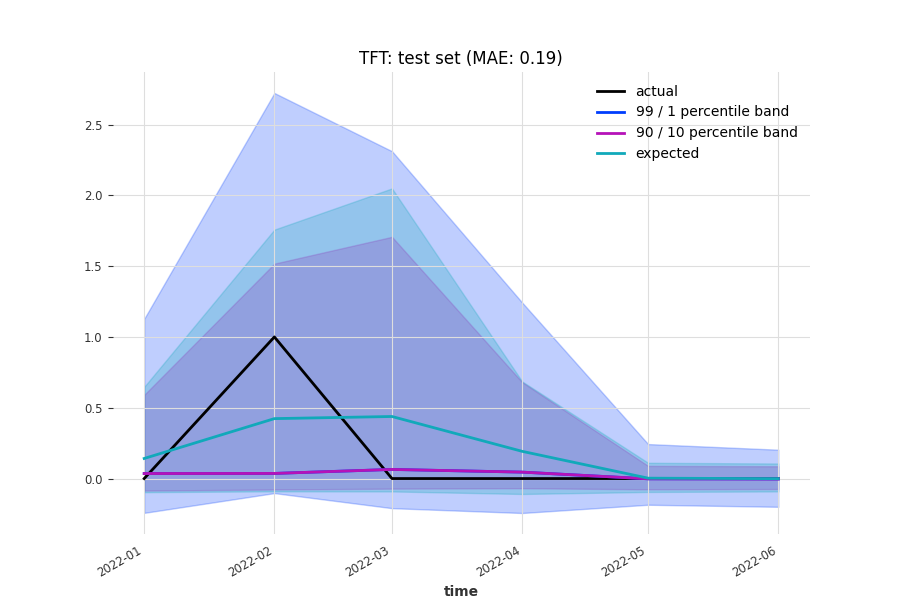 TFT: test set (MAE: 0.19)
actual
99 / 1 percentile band
90 / 10 percentile band
expected
2.5
2.0
1.5
1.0
0.5
0.0
2022-01
2022-02
2022-03
2022-04
2022-05
2022-06
time